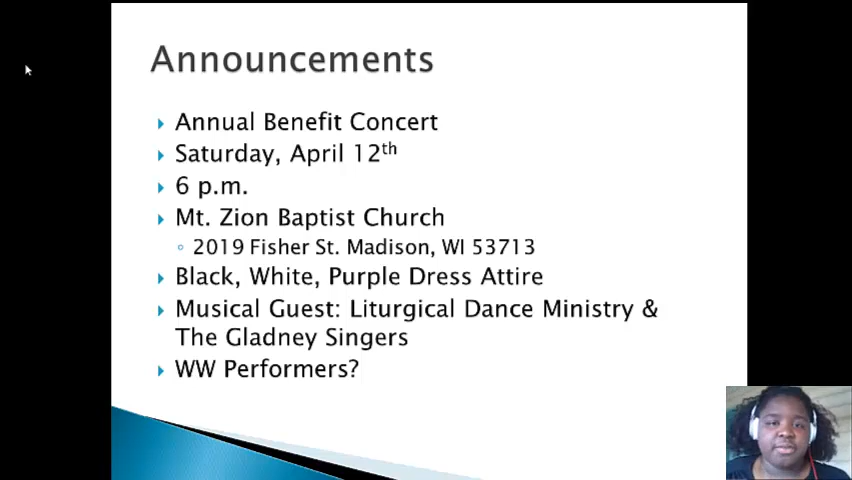 Announcements
Annual Benefit Concert
Saturday, April 12th
6 p.m.
Mt. Zion Baptist Church
2019 Fisher St. Madison, WI 53713
Black, White, Purple Dress Attire
Musical Guest: Liturgical Dance Ministry &
The Gladney Singers
WW Performers?